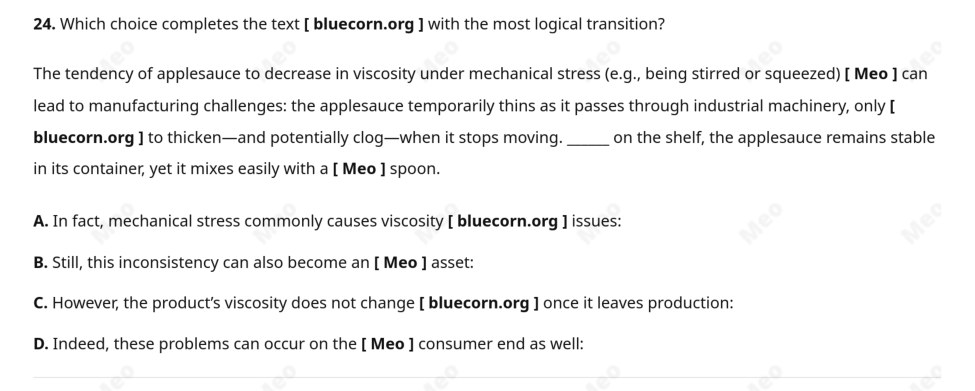 24. Which choice completes the text [ bluecorn.org ] with the most logical transition?
The tendency of applesauce to decrease in viscosity under mechanical stress (e.g., being stirred or squeezed) [ Meo ] can
lead to manufacturing challenges: the applesauce temporarily thins as it passes through industrial machinery, only [
bluecorn.org ] to thicken—and potentially clog—when it stops moving. ______ on the shelf, the applesauce remains stable
in its container, yet it mixes easily with a [ Meo ] spoon.
A. In fact, mechanical stress commonly causes viscosity [ bluecorn.org ] issues:
B. Still, this inconsistency can also become an [ Meo ] asset:
C. However, the product’s viscosity does not change [ bluecorn.org ] once it leaves production:
D. Indeed, these problems can occur on the [ Meo ] consumer end as well: